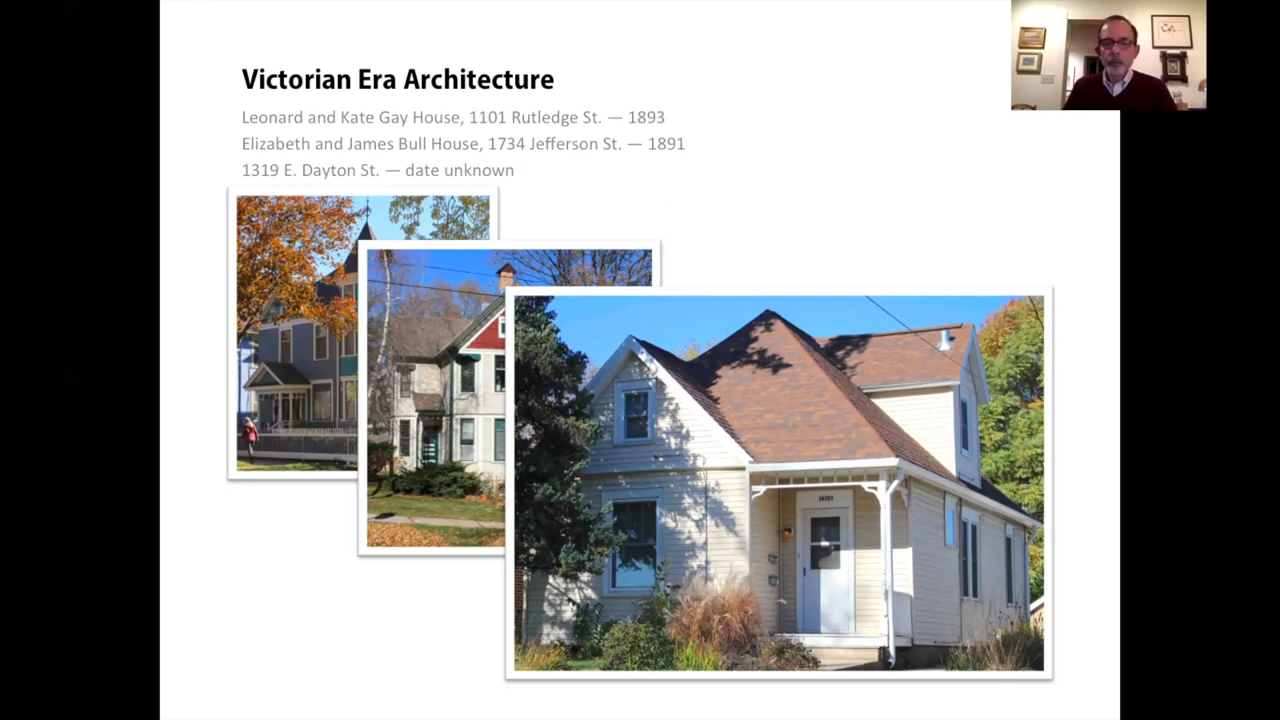 Victorian Era Architecture
Leonard and Kate Gay House, 1101 Rutledge St. — 1893
Elizabeth and James Bull House, 1734 Jefferson St. — 1891
1319 E. Dayton St. — date unknown